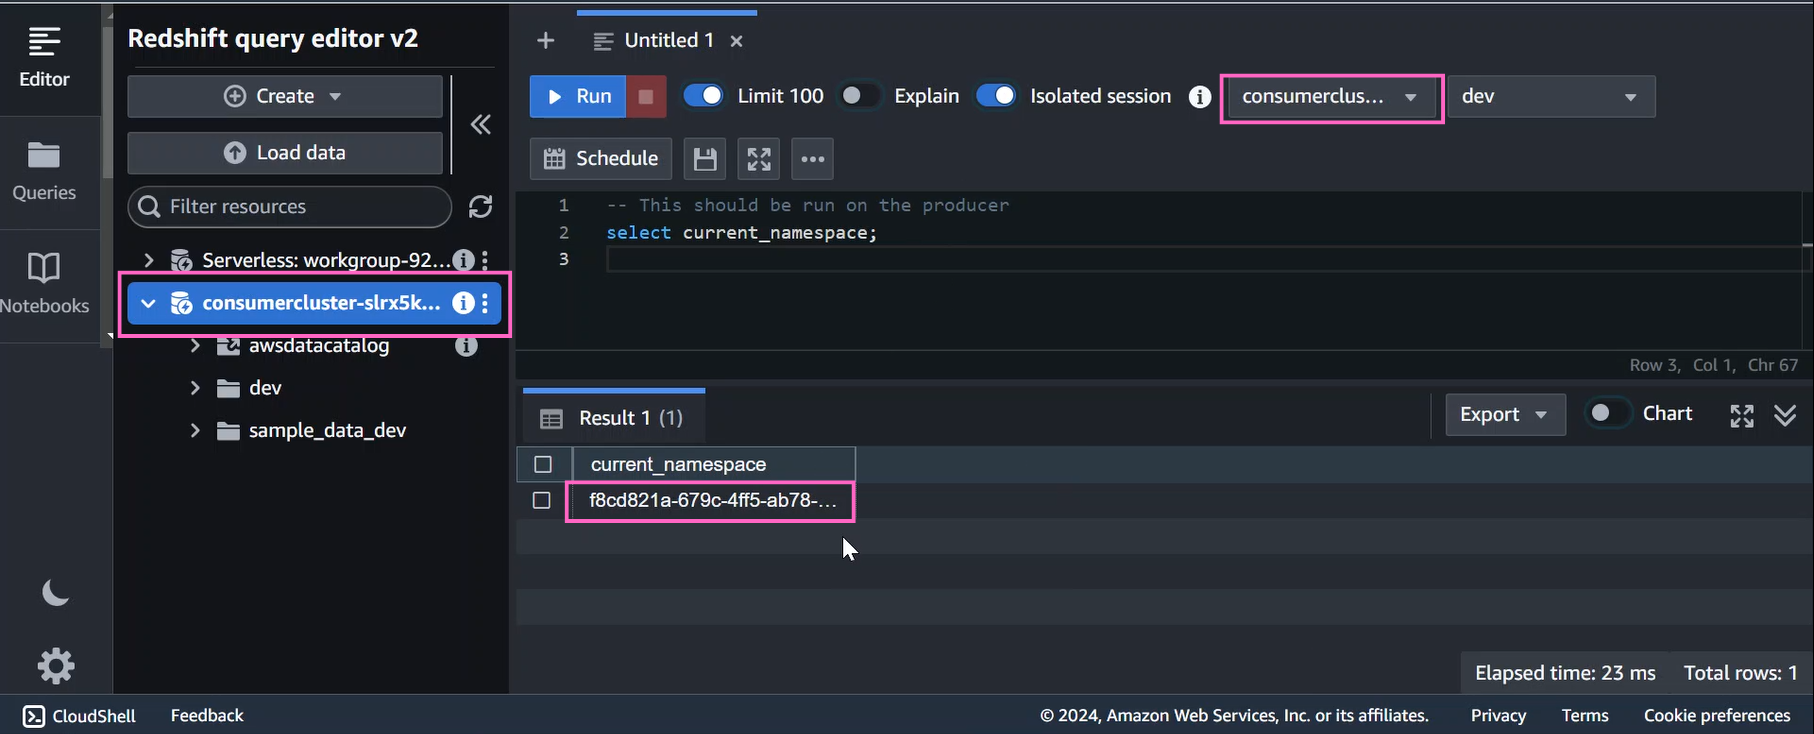 Editor
Queries
Notebooks
Redshift query editor v2
Create
Load data
Filter resources
Serverless: workgroup-92...
consumercluster-slrx5k...
awsdatacatalog
dev
sample_data_dev
Untitled 1
Run
Limit 100
Explain
Isolated session
consumerclus...
dev
Schedule
1 -- This should be run on the producer
2 select current_namespace;
3
Row 3, Col 1, Chr 67
Result 1 (1)
Export
Chart
current_namespace
f8cd821a-679c-4ff5-ab78-...
Elapsed time: 23 ms Total rows: 1
CloudShell Feedback © 2024, Amazon Web Services, Inc. or its affiliates. Privacy Terms Cookie preferences